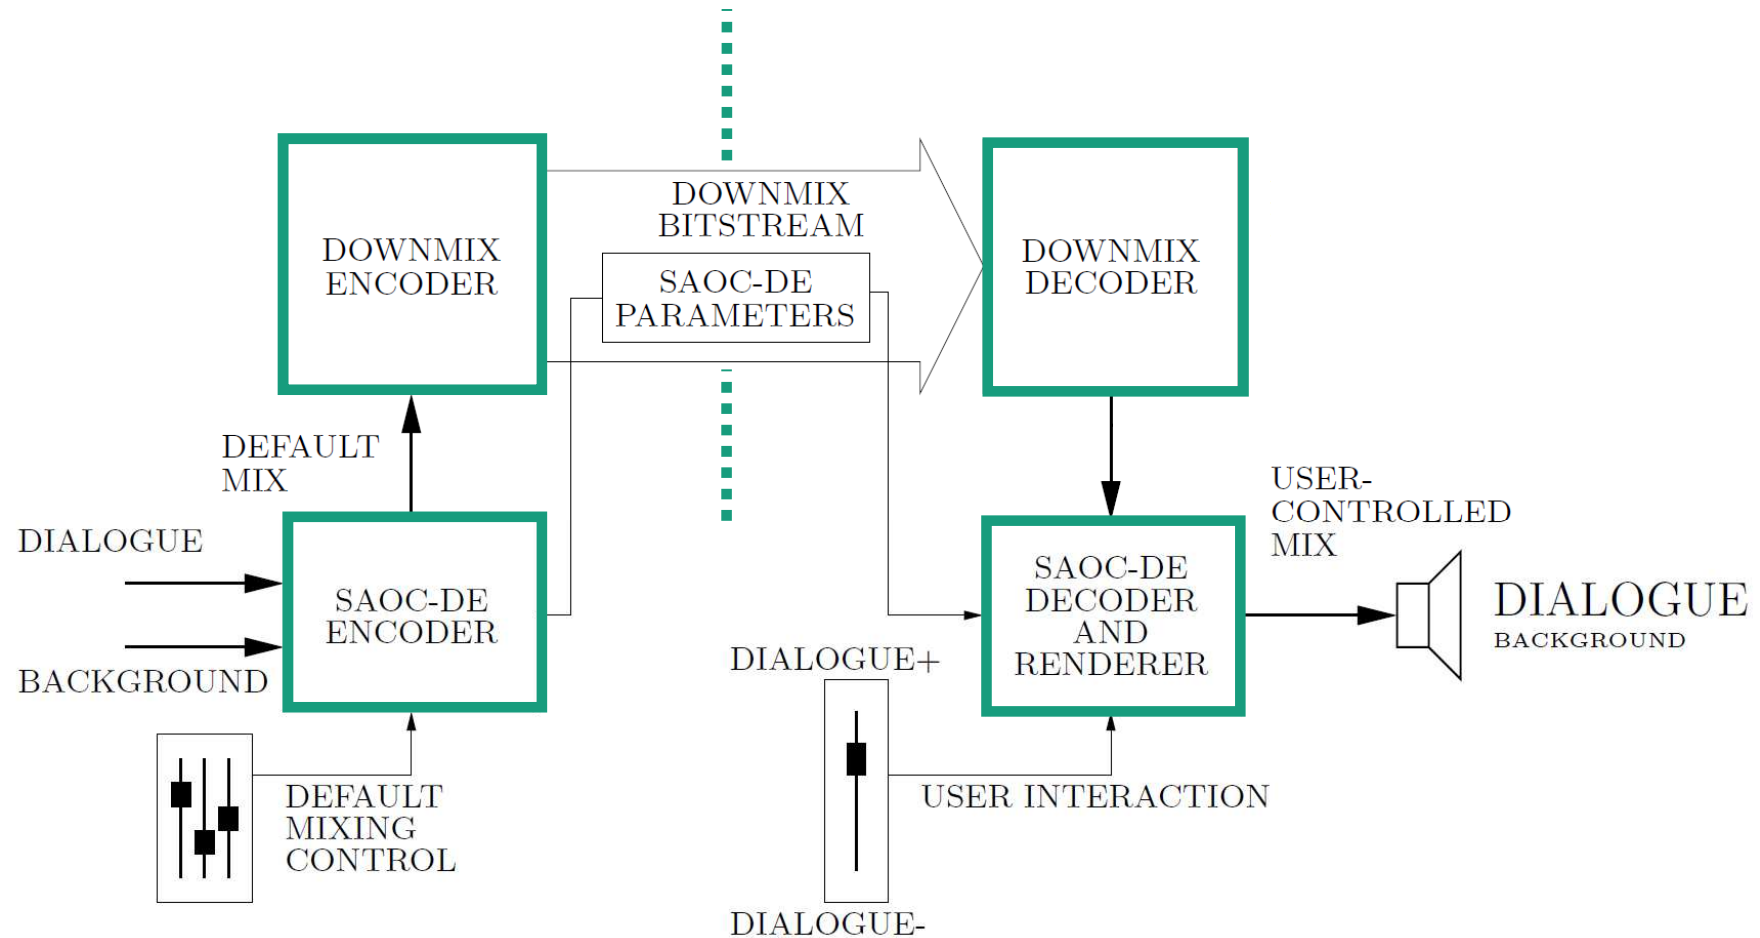 DOWNMIX
ENCODER
DOWNMIX
BITSTREAM
SAOC-DE
PARAMETERS
DOWNMIX
DECODER
DEFAULT
MIX
DIALOGUE
BACKGROUND
SAOC-DE
ENCODER
DEFAULT
MIXING
CONTROL
DIALOGUE+
DIALOGUE-
USER INTERACTION
SAOC-DE
DECODER
AND
RENDERER
USER-
CONTROLLED
MIX
DIALOGUE
BACKGROUND